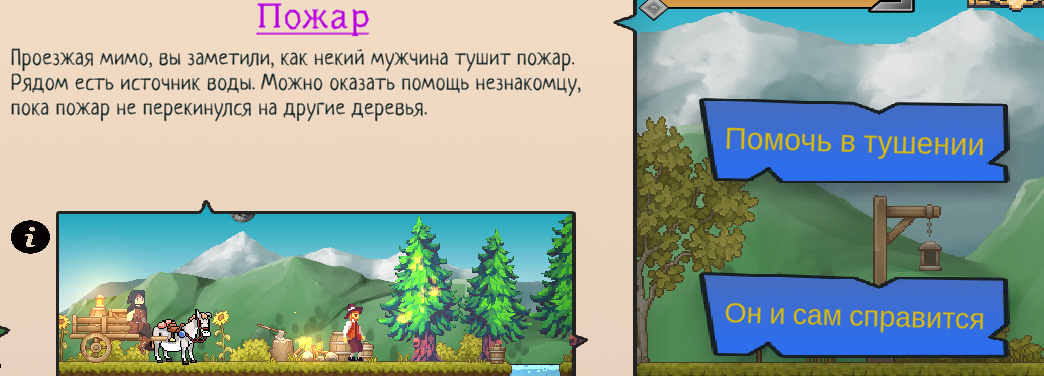 Пожар
Проезжая мимо, вы заметили, как некий мужчина тушит пожар.
Рядом есть источник воды. Можно оказать помощь незнакомцу,
пока пожар не перекинулся на другие деревья.
i
Помочь в тушении
Он и сам справится